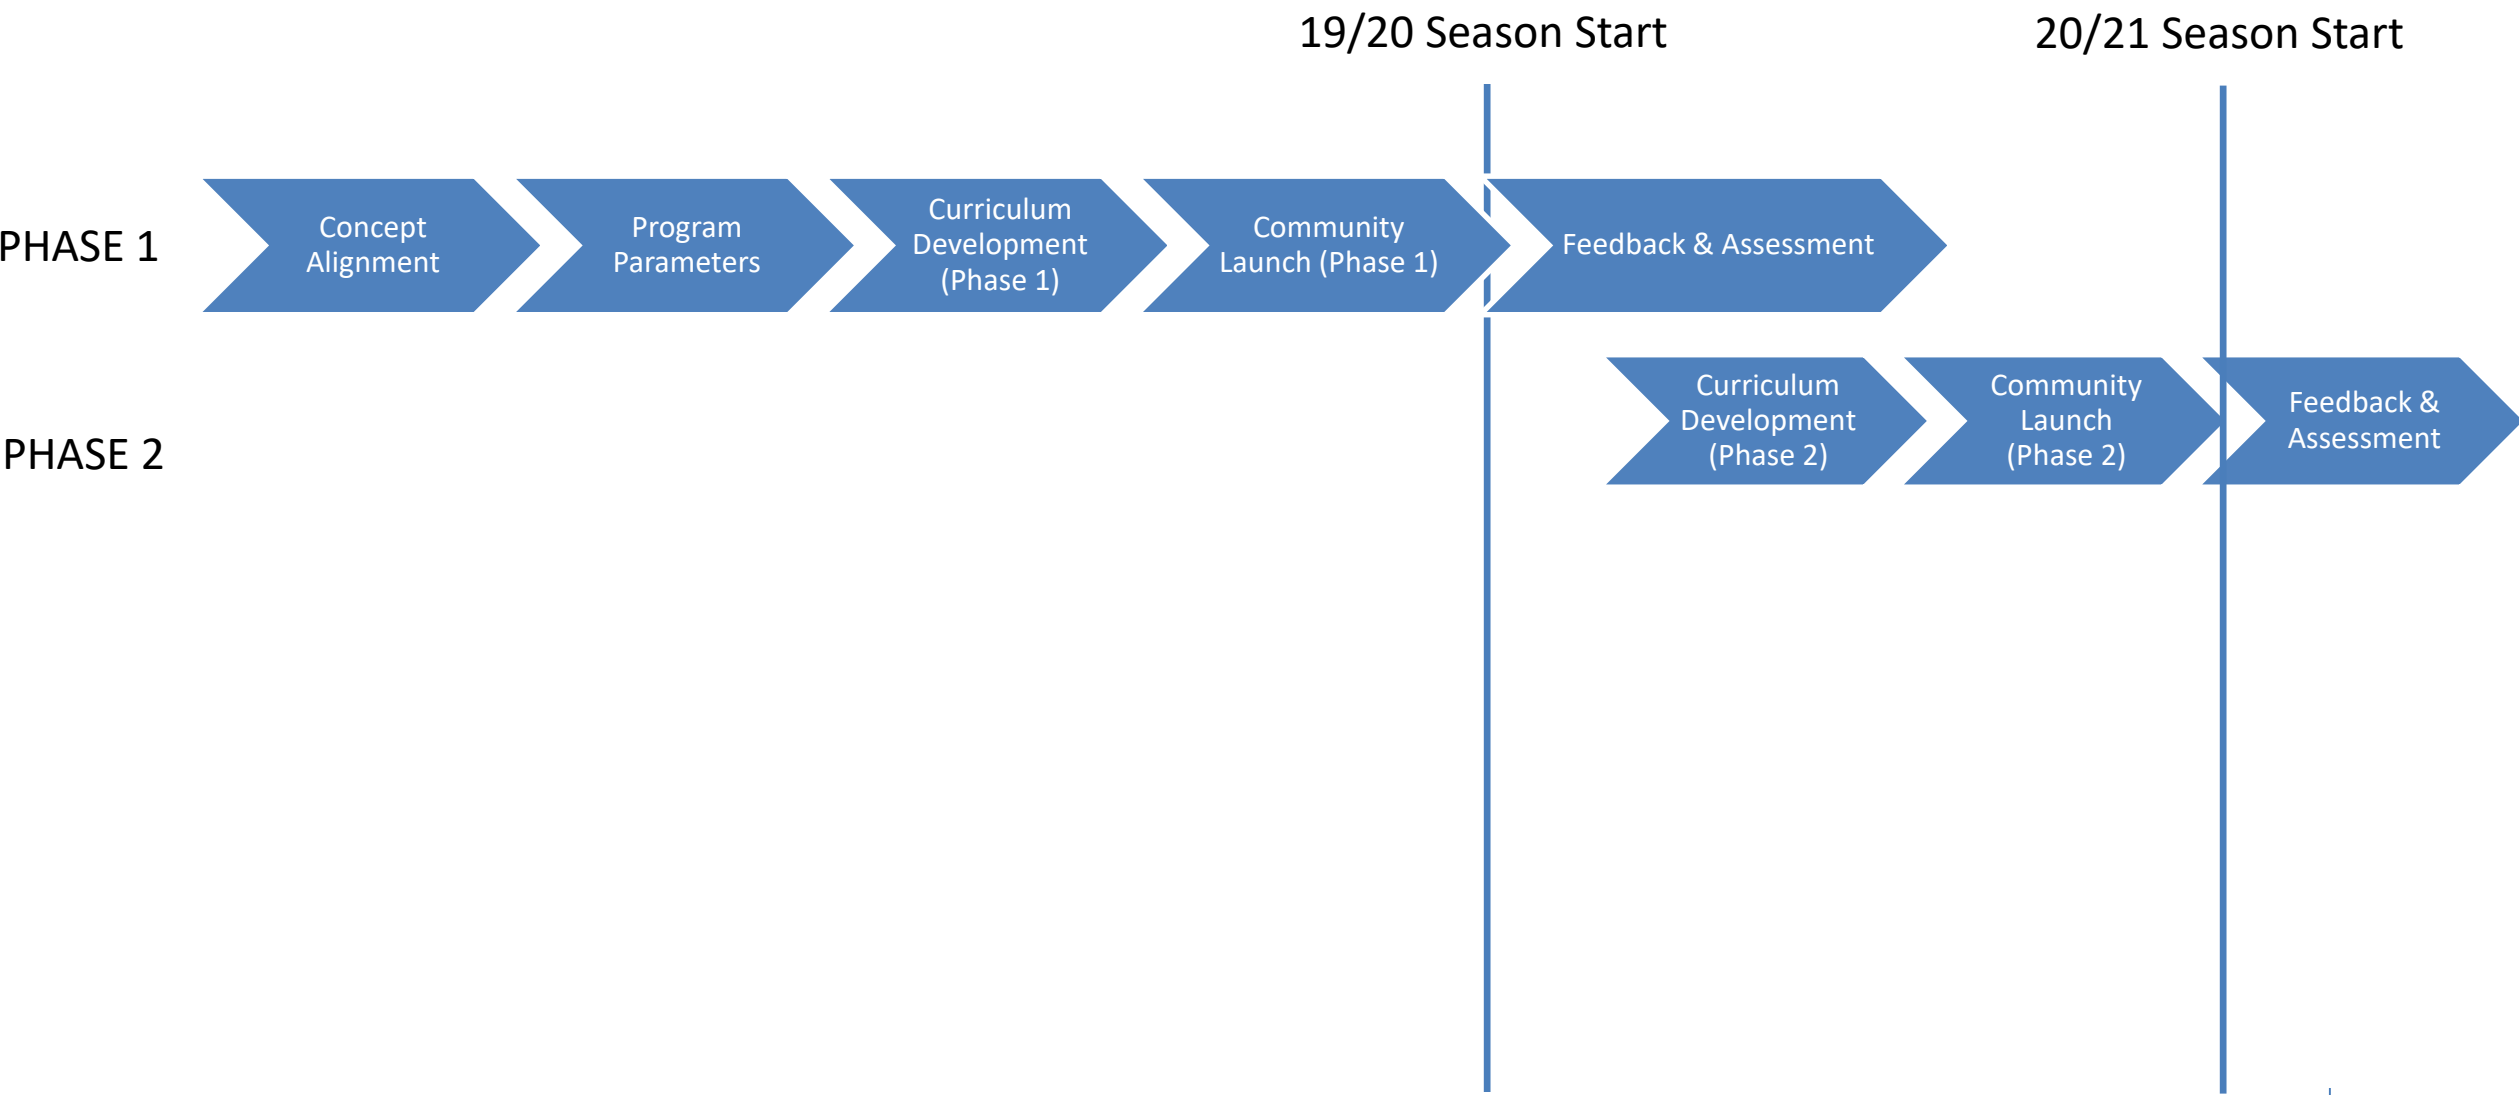 19/20 Season Start
20/21 Season Start
PHASE 1
Concept
Alignment
Program
Parameters
Curriculum
Development
(Phase 1)
Community
Launch (Phase 1)
Feedback & Assessment
PHASE 2
Curriculum
Development
(Phase 2)
Community
Launch
(Phase 2)
Feedback &
Assessment